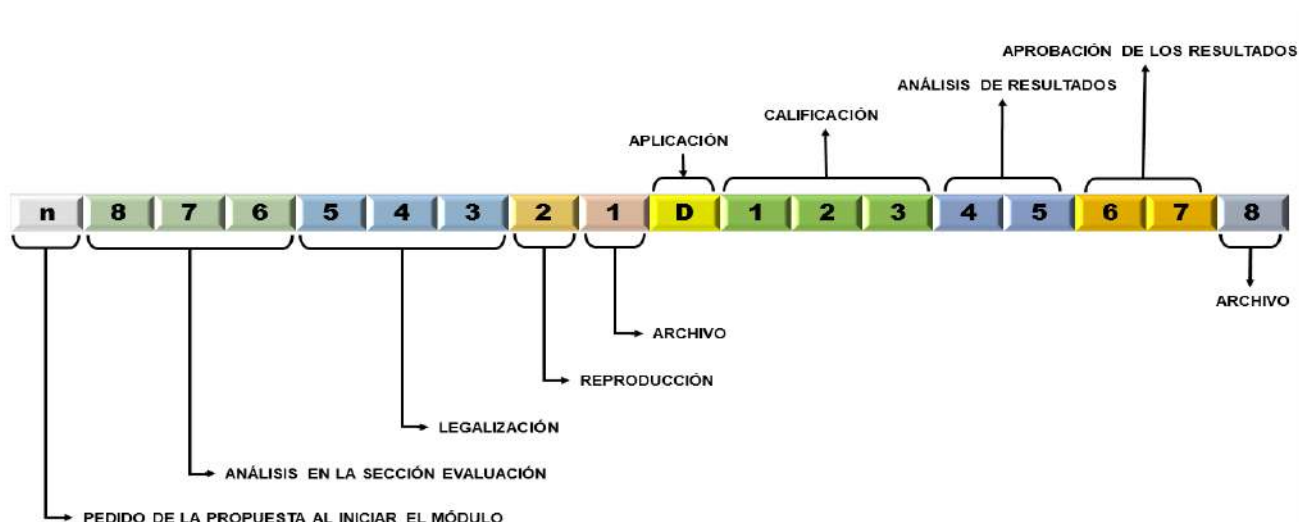 APROBACIÓN DE LOS RESULTADOS
ANÁLISIS DE RESULTADOS
CALIFICACIÓN
APLICACIÓN
n 8 7 6 5 4 3 2 1 D 1 2 3 4 5 6 7 8
ARCHIVO
ARCHIVO
REPRODUCCIÓN
LEGALIZACIÓN
ANÁLISIS EN LA SECCIÓN EVALUACIÓN
PEDIDO DE LA PROPUESTA AL INICIAR EL MÓDULO